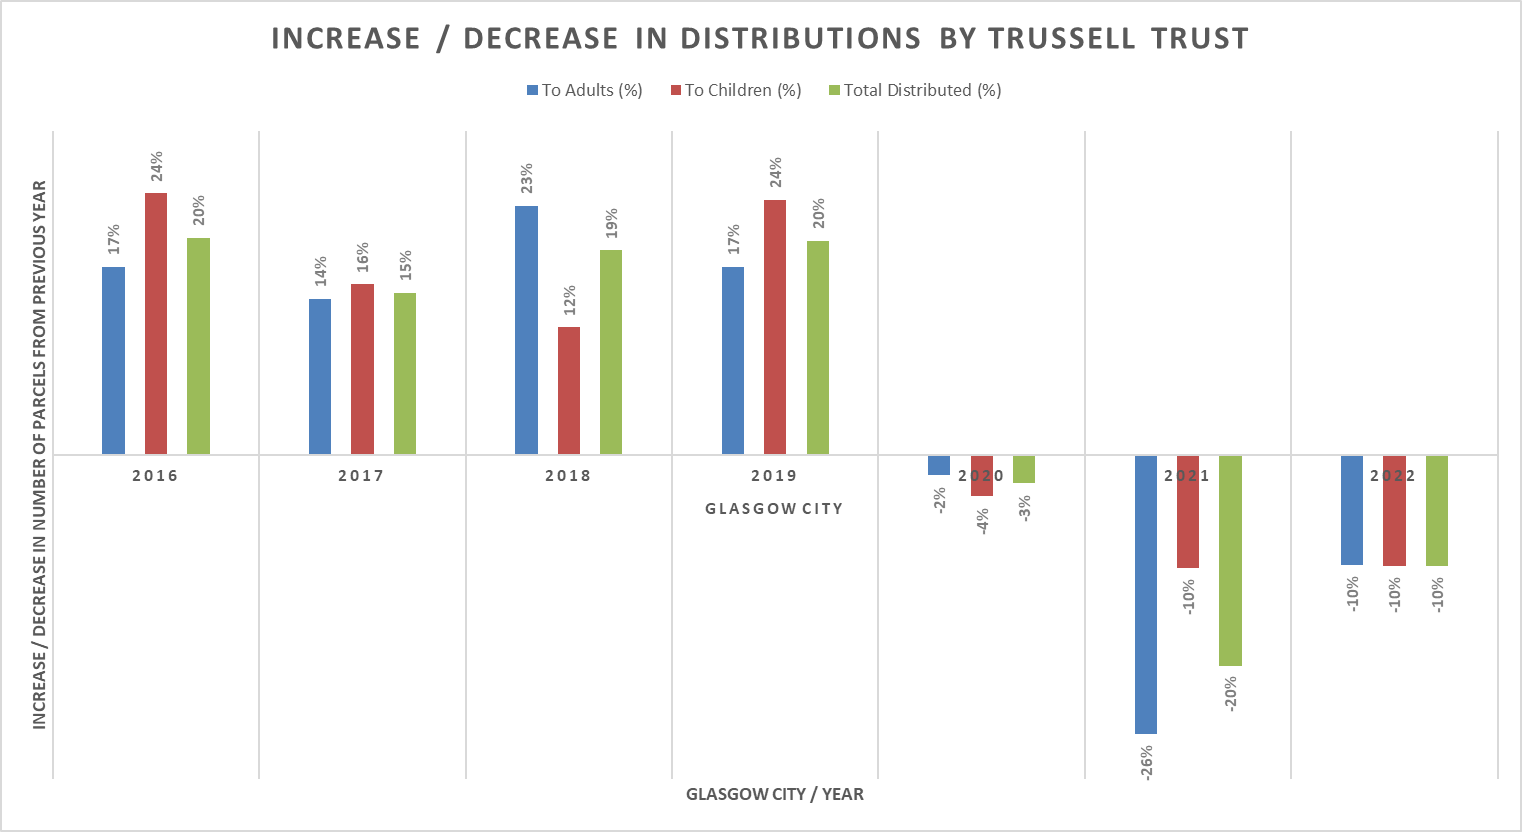 INCREASE / DECREASE IN DISTRIBUTIONS BY TRUSSELL TRUST
To Adults (%) To Children (%) Total Distributed (%)
INCREASE / DECREASE IN NUMBER OF PARCELS FROM PREVIOUS YEAR
17% 24% 20%
14% 16% 15%
23% 12% 19%
17% 24% 20%
-2% -4% -3%
-26% -10% -20%
-10% -10% -10%
2016 2017 2018 2019 2020 2021 2022
GLASGOW CITY
GLASGOW CITY / YEAR